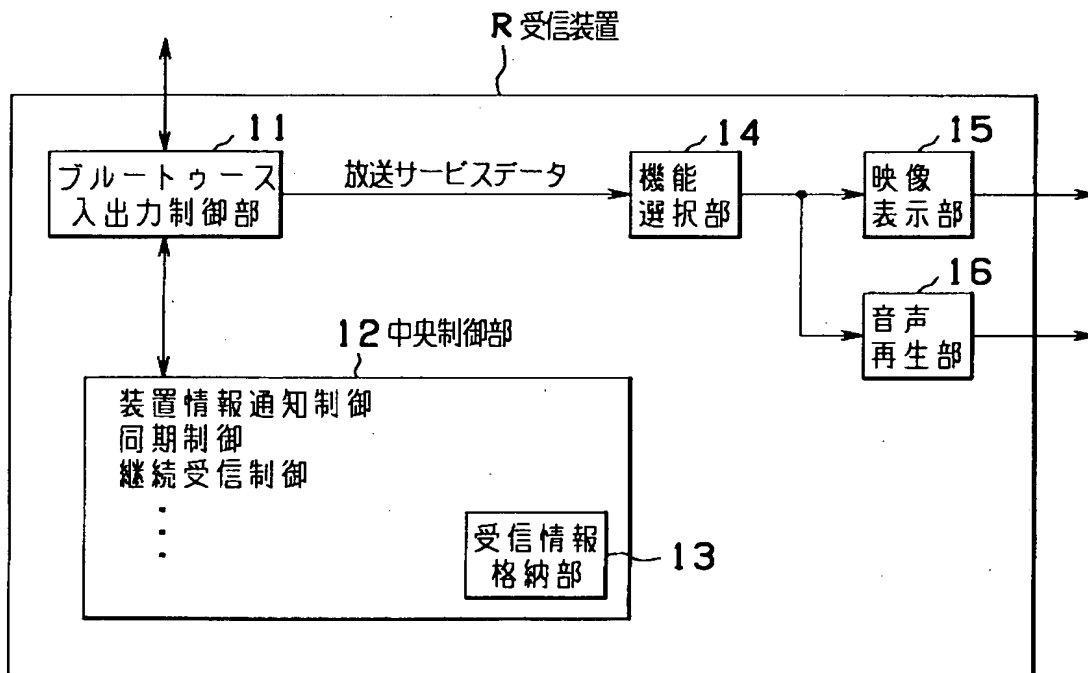 R 受信装置
11
ブルートゥース
入出力制御部
放送サービスデータ
14
機能
選択部
15
映像
表示部
16
音声
再生部
12 中央制御部
装置情報通知制御
同期制御
継続受信制御
・
・
・
受信情報
格納部
13